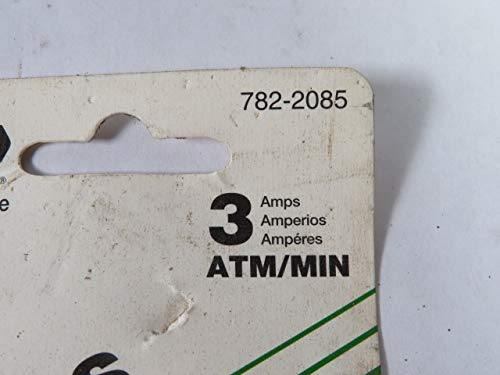 782-2085
®
e
3 Amps
Amperios
Ampéres
ATM/MIN